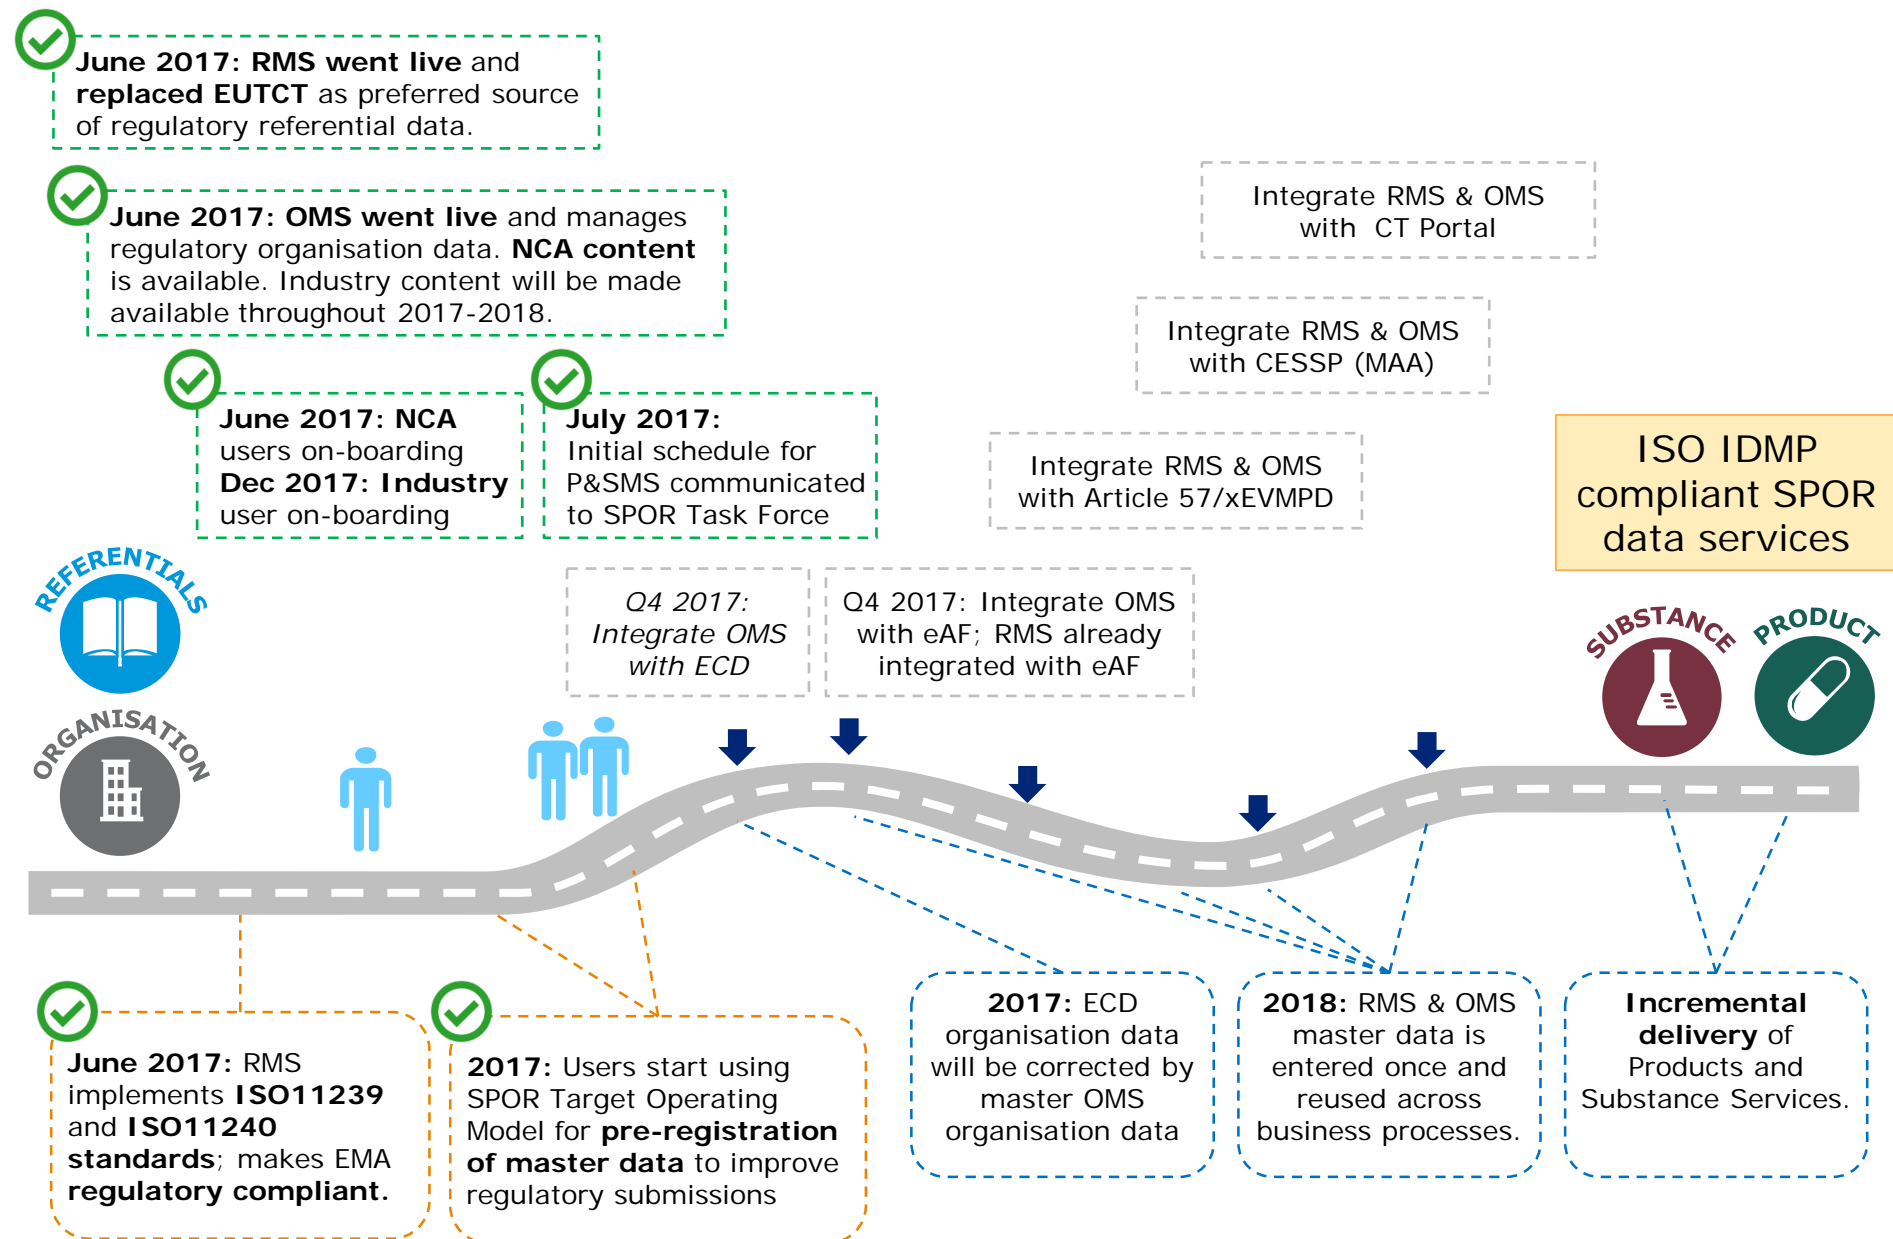 June 2017: RMS went live and
replaced EUTCT as preferred source
of regulatory referential data.
June 2017: OMS went live and manages
regulatory organisation data. NCA content
is available. Industry content will be made
available throughout 2017-2018.
June 2017: NCA
users on-boarding
Dec 2017: Industry
user on-boarding
July 2017:
Initial schedule for
P&SMS communicated
to SPOR Task Force
Integrate RMS & OMS
with CT Portal
Integrate RMS & OMS
with CESSP (MAA)
Integrate RMS & OMS
with Article 57/xEVMPD
ISO IDMP
compliant SPOR
data services
Q4 2017:
Integrate OMS
with ECD
Q4 2017: Integrate OMS
with eAF; RMS already
integrated with eAF
REFERENTIALS
ORGANISATION
SUBSTANCE
PRODUCT
June 2017: RMS
implements ISO11239
and ISO11240
standards; makes EMA
regulatory compliant.
2017: Users start using
SPOR Target Operating
Model for pre-registration
of master data to improve
regulatory submissions
2017: ECD
organisation data
will be corrected by
master OMS
organisation data
2018: RMS & OMS
master data is
entered once and
reused across
business processes.
Incremental
delivery of
Products and
Substance Services.